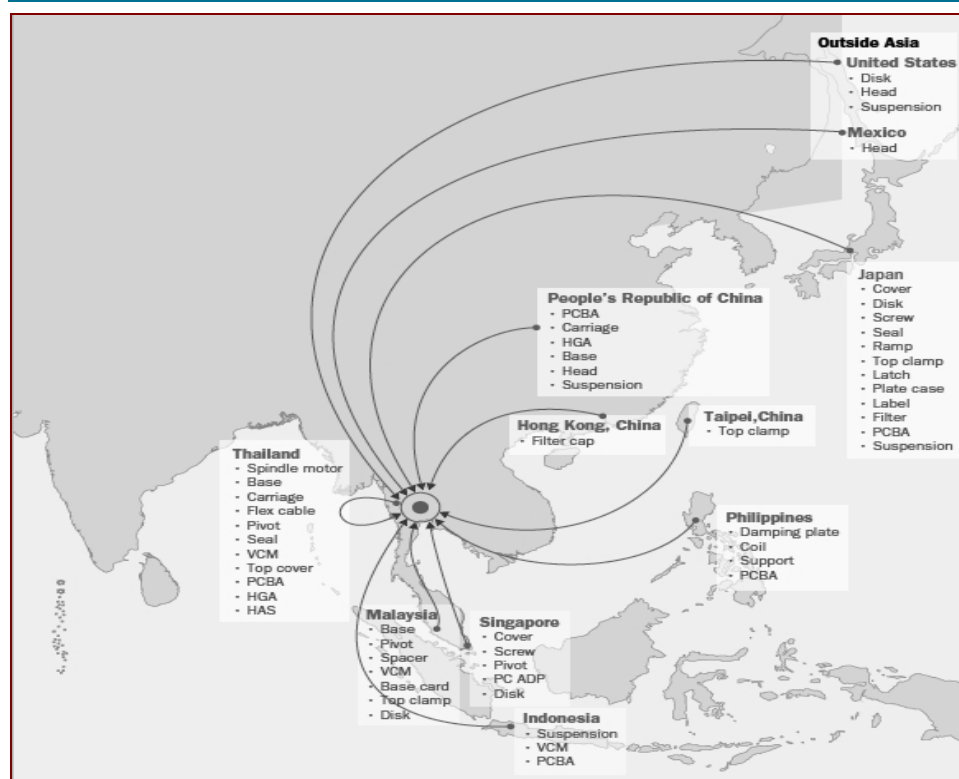 Outside Asia
United States
· Disk
· Head
· Suspension
Mexico
· Head
Japan
· Cover
· Disk
· Screw
· Seal
· Ramp
· Top clamp
· Latch
· Plate case
· Label
· Filter
· PCBA
· Suspension
People's Republic of China
· PCBA
· Carriage
· HGA
· Base
· Head
· Suspension
Taipei,China
· Top clamp
Hong Kong, China
· Filter cap
Thailand
· Spindle motor
· Base
· Carriage
· Flex cable
· Pivot
· Seal
· VCM
· Top cover
· PCBA
· HGA
· HAS
Philippines
· Damping plate
· Coil
· Support
· PCBA
Malaysia
· Base
· Pivot
· Spacer
· VCM
· Base card
· Top clamp
· Disk
Singapore
· Cover
· Screw
· Pivot
· PC ADP
· Disk
Indonesia
· Suspension
· VCM
· PCBA